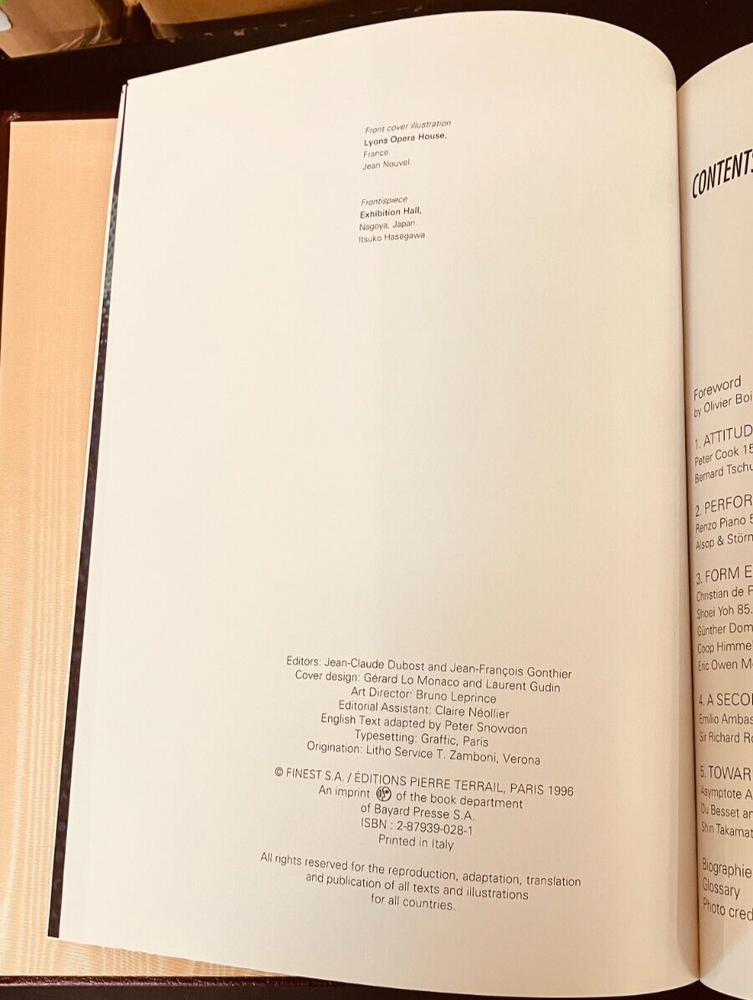 Front cover illustration
Lyons Opera House,
France.
Jean Nouvel.
Frontispiece
Exhibition Hall,
Nagoya, Japan.
Itsuko Hasegawa.
Editors: Jean-Claude Dubost and Jean-François Gonthier
Cover design: Gérard Lo Monaco and Laurent Gudin
Art Director: Bruno Leprince
Editorial Assistant: Claire Néollier
English Text adapted by Peter Snowdon
Typesetting: Graffic, Paris
Origination: Litho Service T. Zamboni, Verona
© FINEST S.A. / ÉDITIONS PIERRE TERRAIL, PARIS 1996
An imprint of the book department
of Bayard Presse S.A.
ISBN : 2-87939-028-1
Printed in Italy
All rights reserved for the reproduction, adaptation, translation
and publication of all texts and illustrations
for all countries.
CONTENTS
Foreword
by Olivier Boi
1. ATTITUD
Peter Cook 15
Bernard Tschu
2. PERFOR
Renzo Piano
Alsop & Störm
3. FORM E
Christian de P
Shoei Yoh 85.
Günther Dom
Coop Himme
Eric Owen M
4. A SECO
Emilio Ambas
Sir Richard Ro
5. TOWAR
Asymptote A
Du Besset an
Shin Takamat
Biographie
Glossary
Photo cred